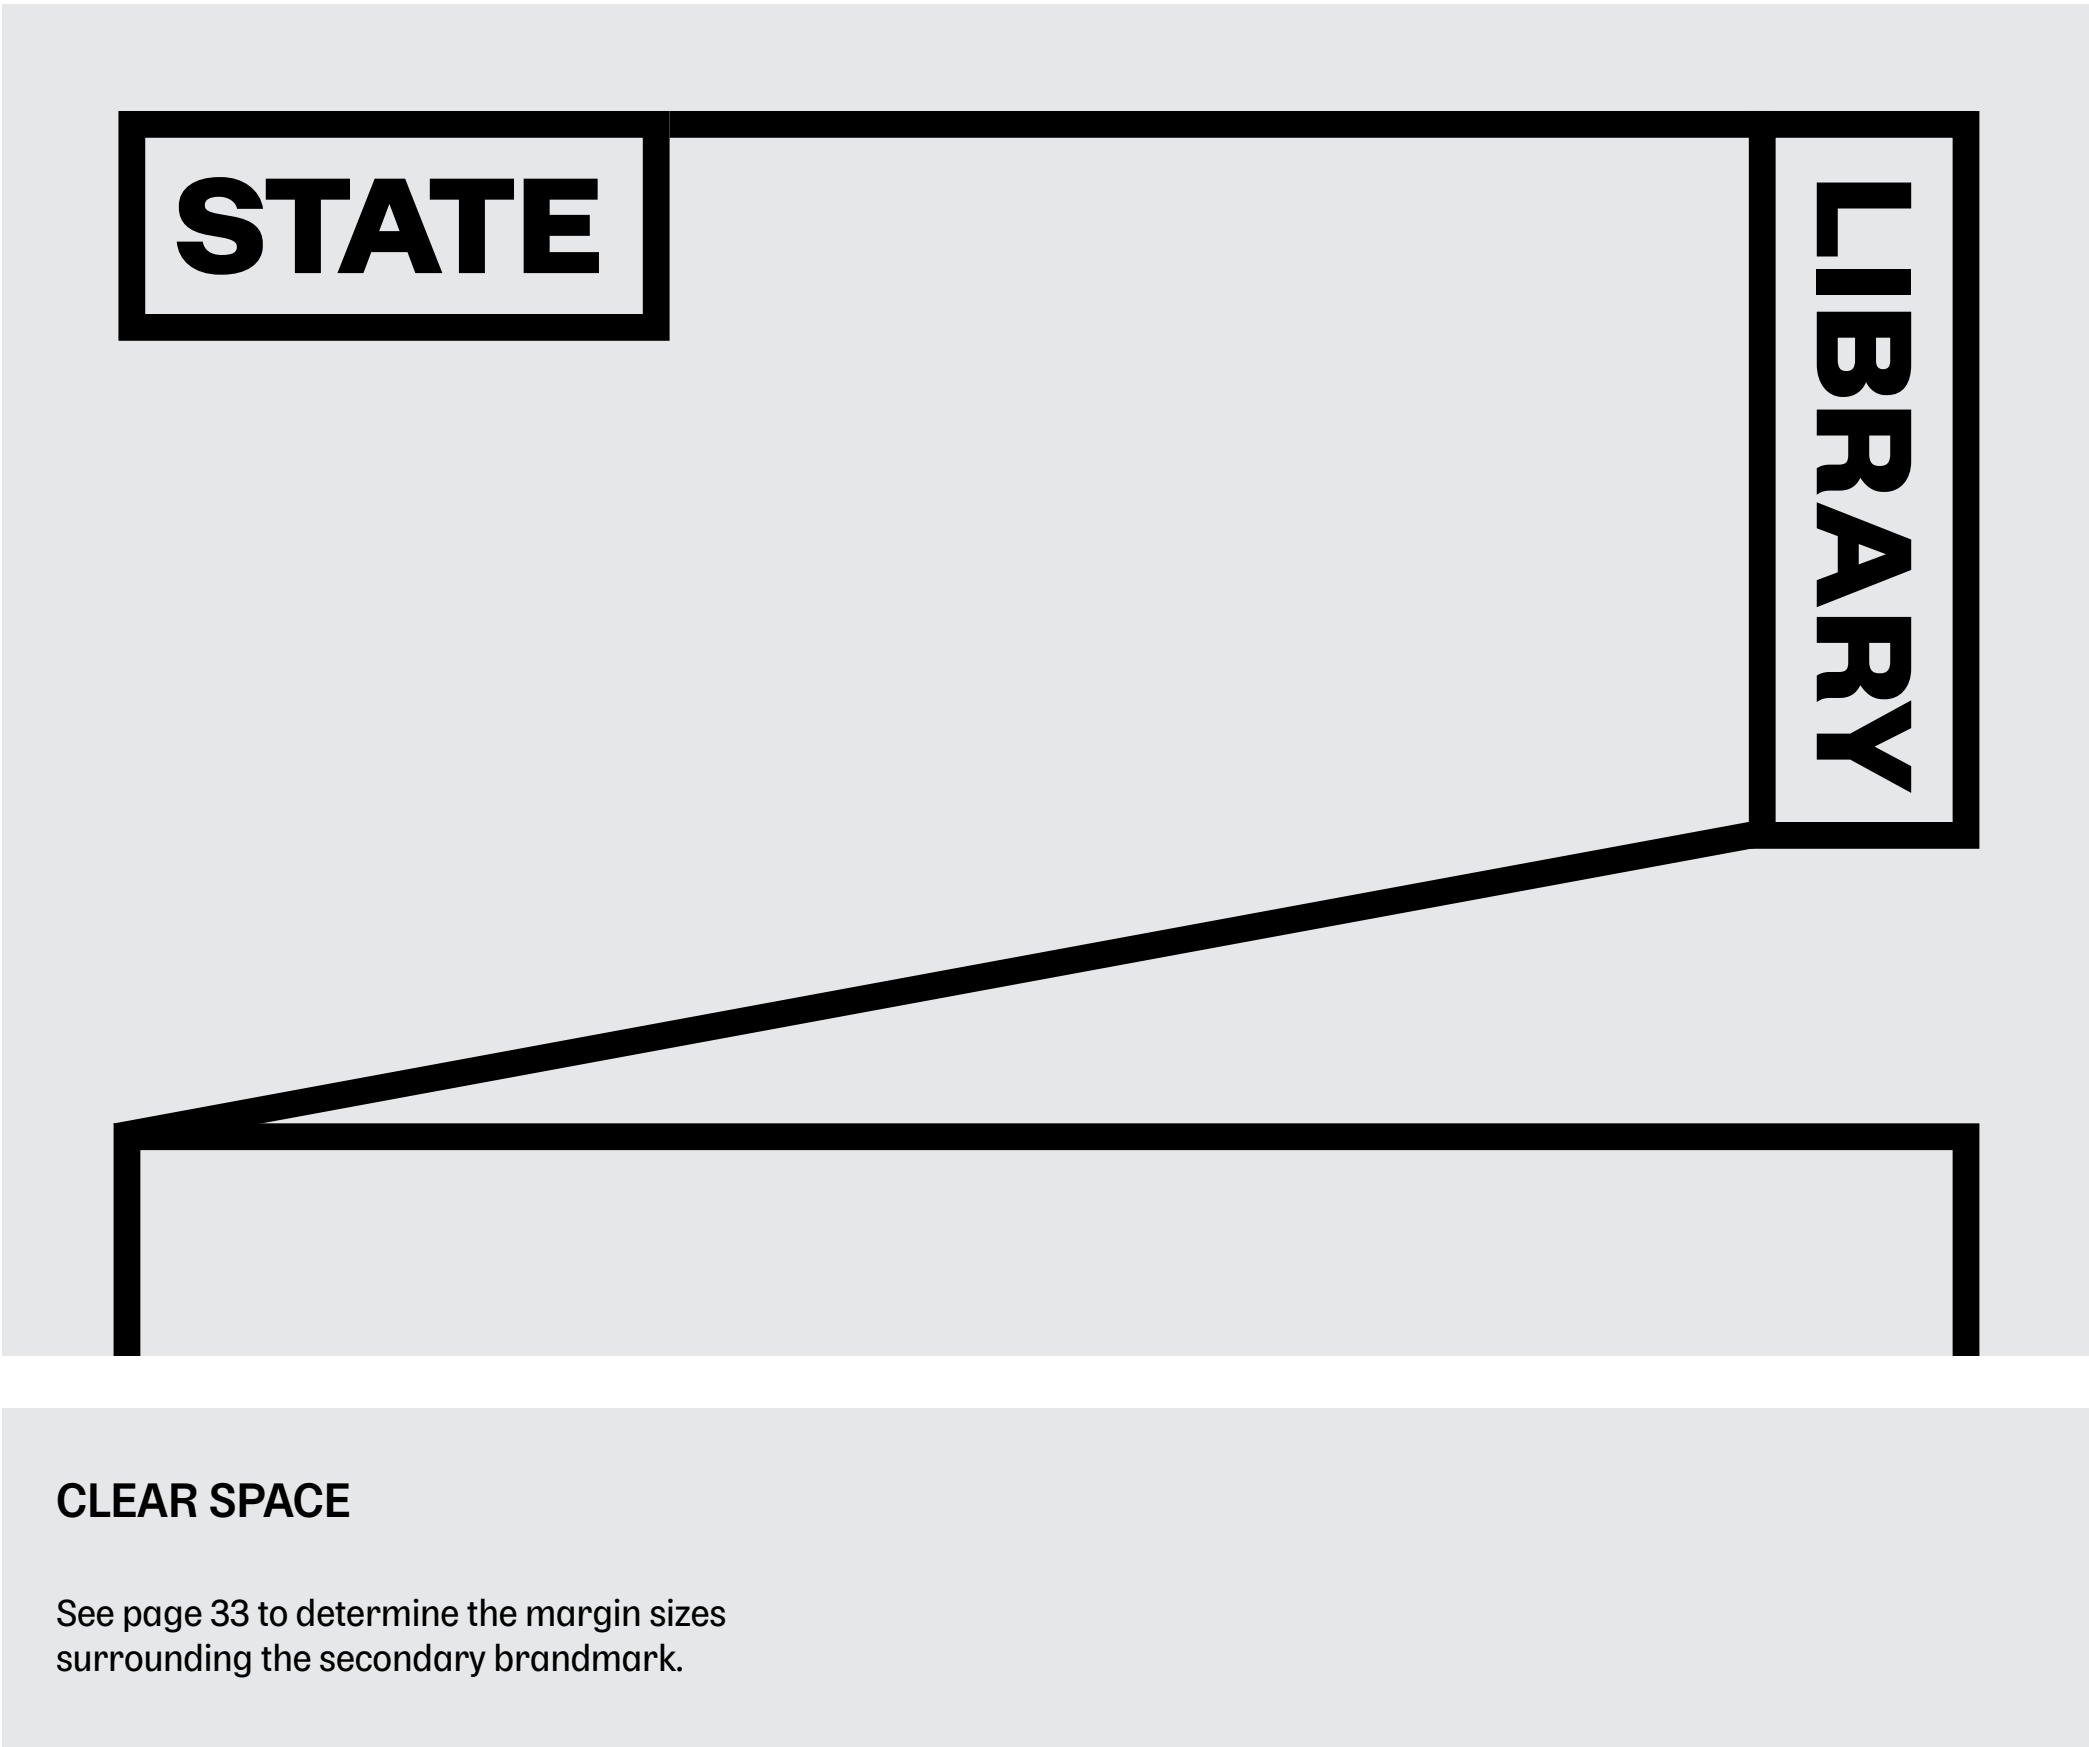 STATE
LIBRARY
CLEAR SPACE
See page 33 to determine the margin sizes
surrounding the secondary brandmark.